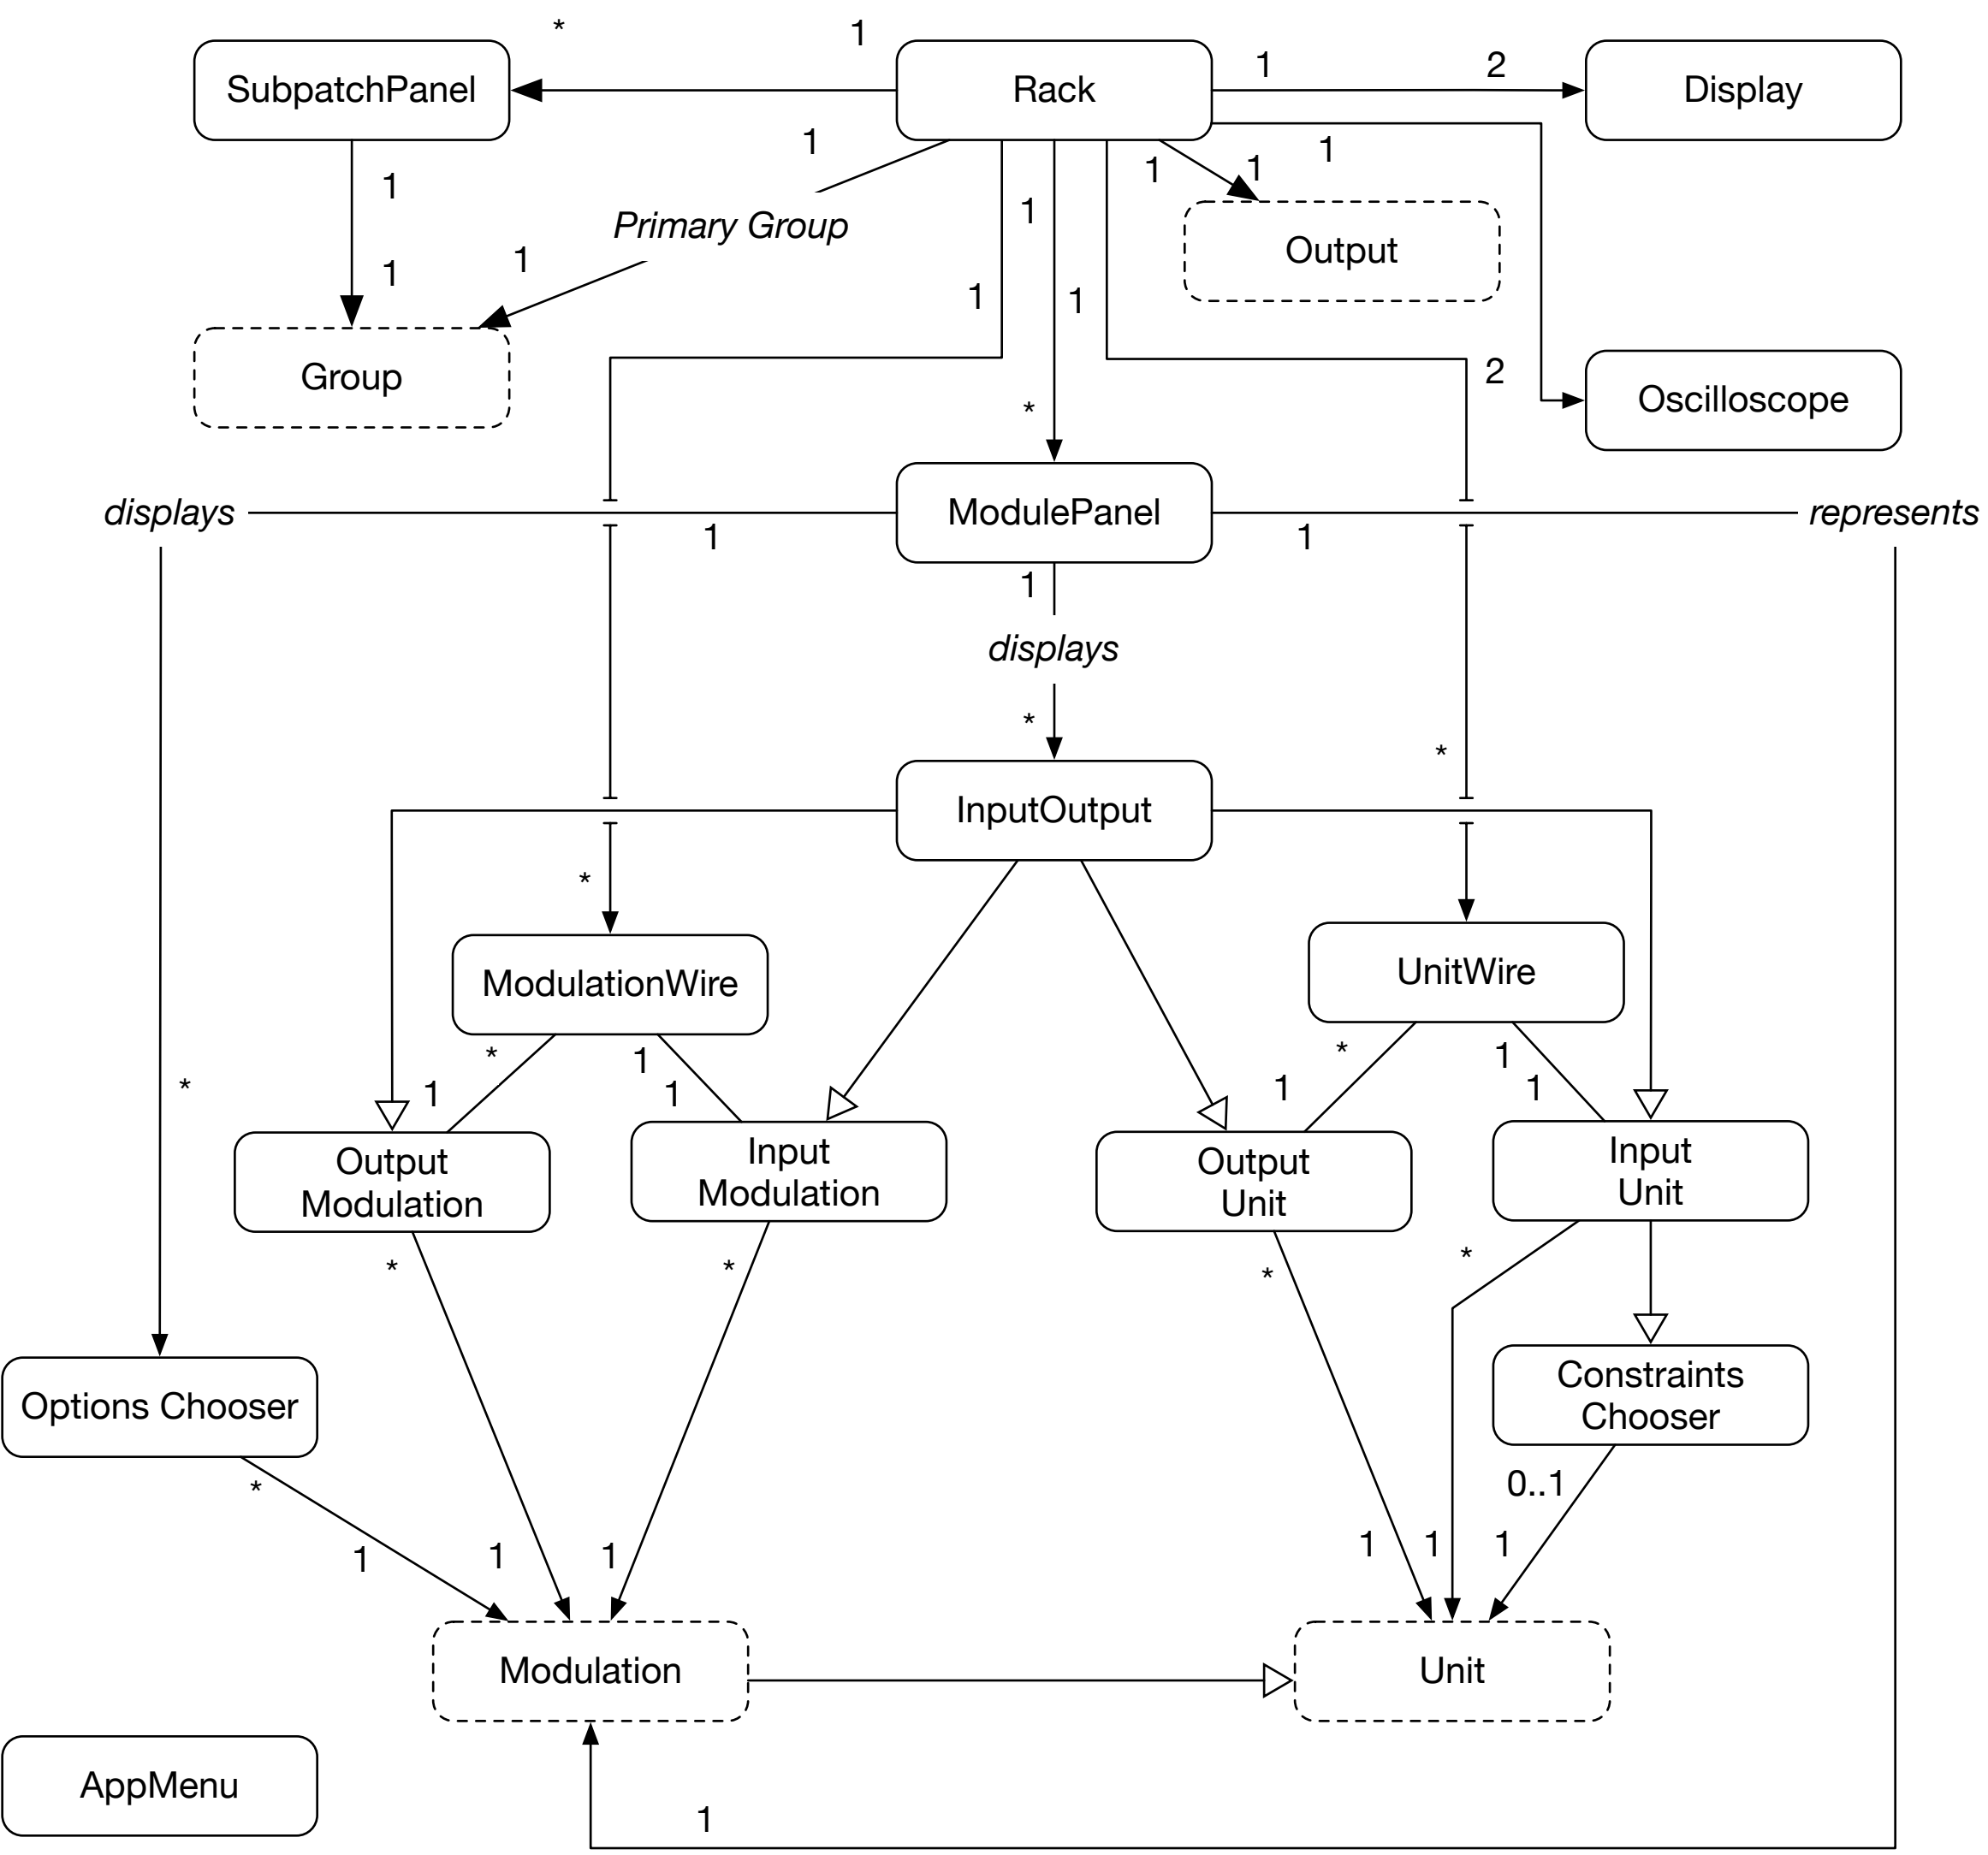 *
1
SubpatchPanel
Rack
1
2
Display
1
1
1
1
1
1
Primary Group
1
Output
1
1
1
1
Group
*
2
Oscilloscope
displays
1
ModulePanel
1
represents
1
displays
*
*
InputOutput
*
ModulationWire
UnitWire
*
1
*
1
*
1
1
1
1
Output
Modulation
Input
Modulation
Output
Unit
Input
Unit
*
*
*
*
Options Chooser
Constraints
Chooser
*
0..1
1
1
1
1
1
1
Modulation
Unit
AppMenu
1